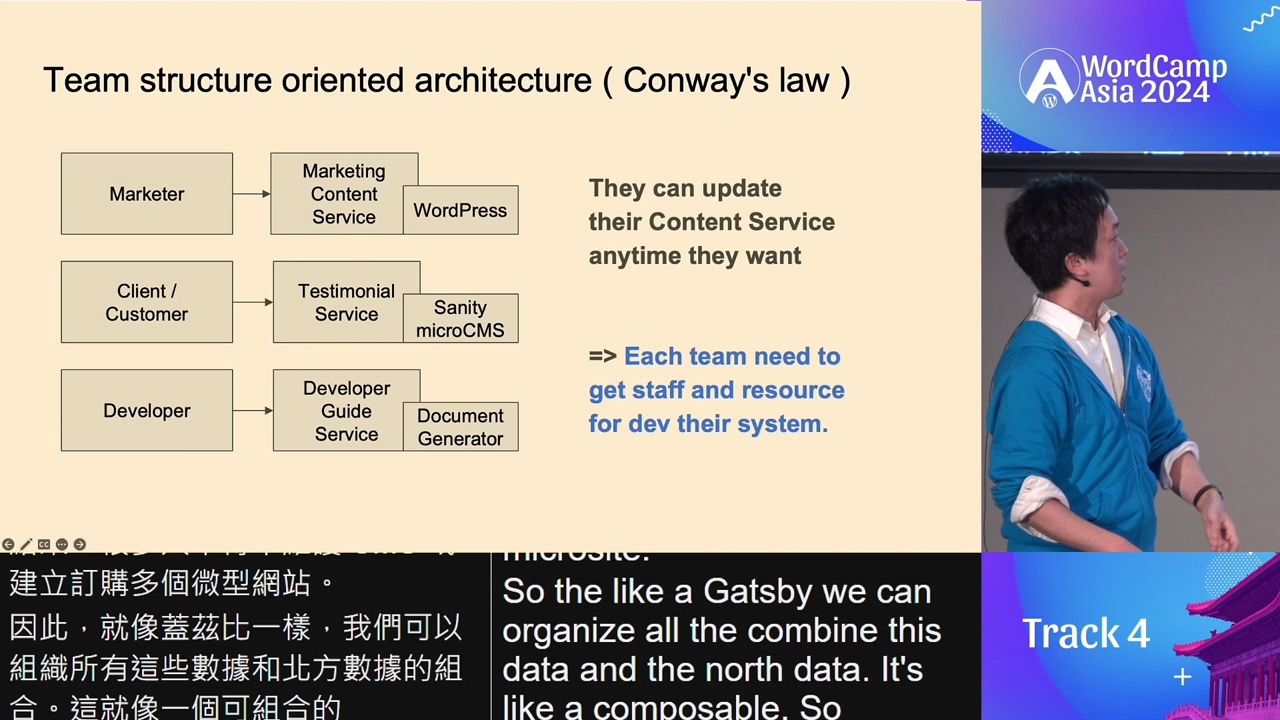 Team structure oriented architecture ( Conway's law )
Marketer
Marketing
Content
Service
WordPress
They can update
their Content Service
anytime they want
Client /
Customer
Testimonial
Service
Sanity
microCMS
=> Each team need to
get staff and resource
for dev their system.
Developer
Developer
Guide
Service
Document
Generator
WordCamp
Asia 2024
建立訂購多個微型網站。
因此，就像蓋茲比一樣，我們可以
組織所有這些數據和北方數據的組
合。這就像一個可組合的
microsite.
So the like a Gatsby we can
organize all the combine this
data and the north data. It's
like a composable. So
Track 4